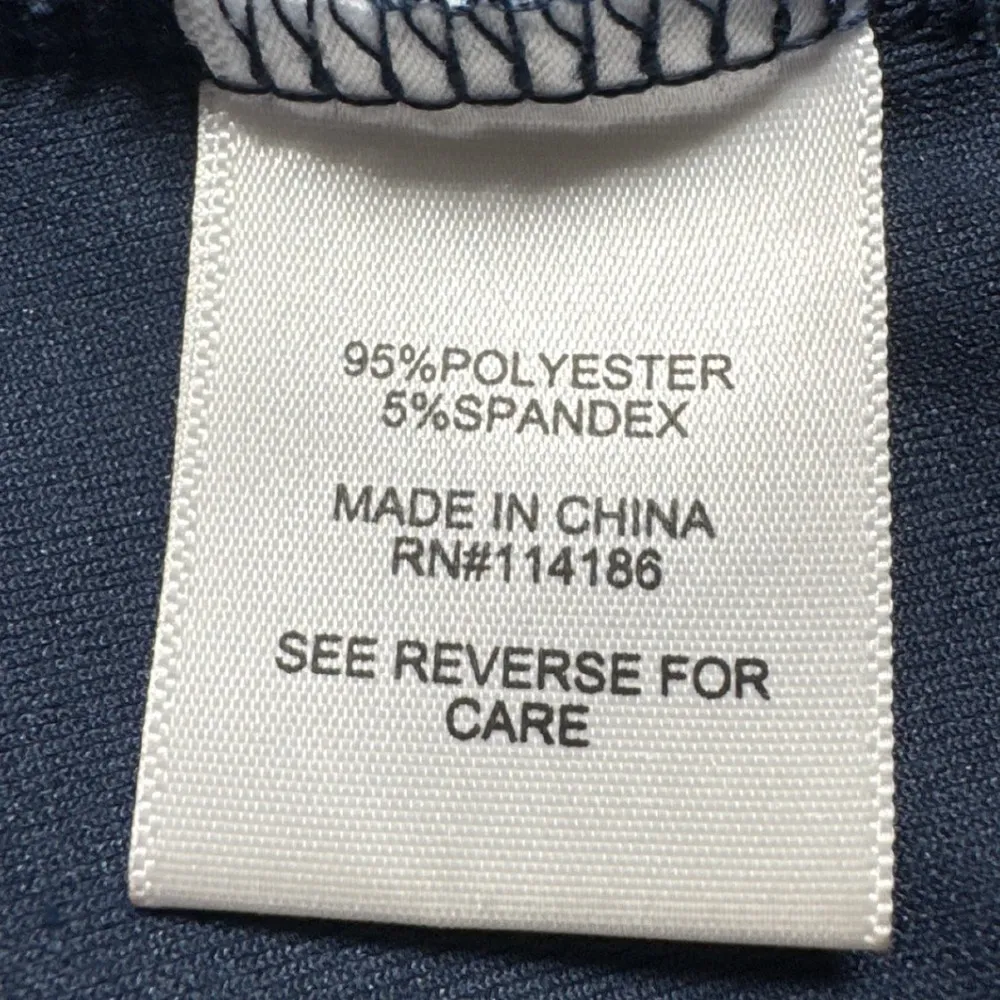 95%POLYESTER
5%SPANDEX
MADE IN CHINA
RN#114186
SEE REVERSE FOR
CARE